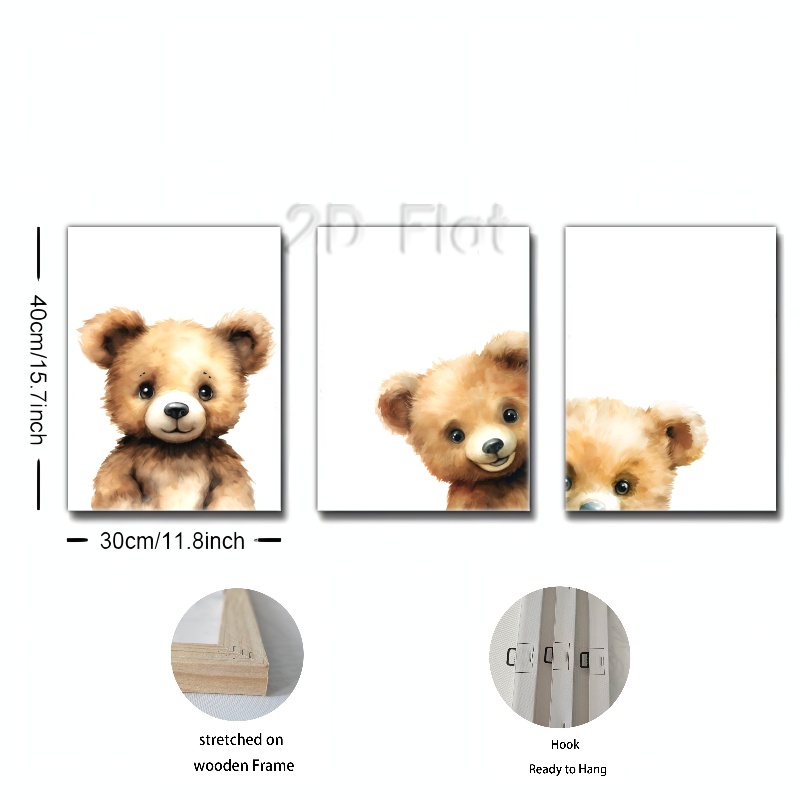 2D Flat
40cm/15.7inch
30cm/11.8inch
stretched on
wooden Frame
Hook
Ready to Hang